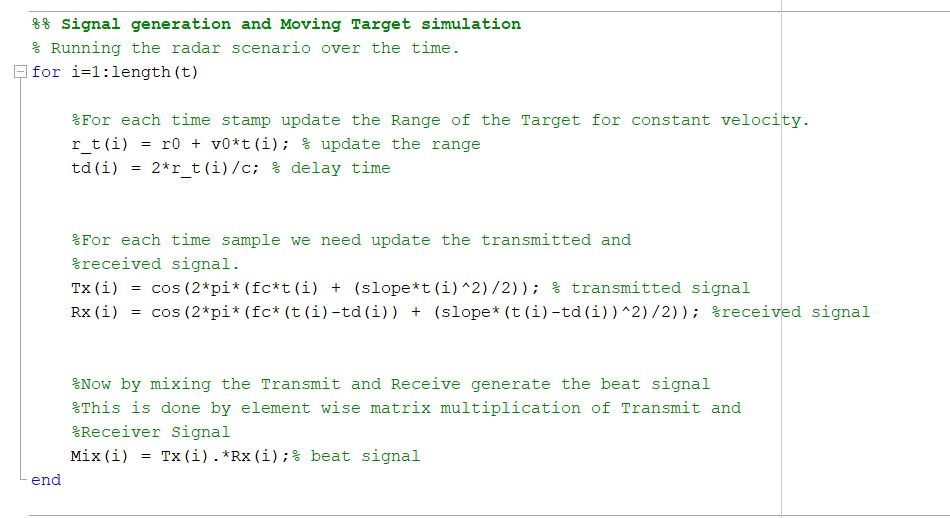 %% Signal generation and Moving Target simulation
% Running the radar scenario over the time.
for i=1:length(t)
%For each time stamp update the Range of the Target for constant velocity.
r_t(i) = r0 + v0*t(i); % update the range
td(i) = 2*r_t(i)/c; % delay time
%For each time sample we need update the transmitted and
%received signal.
Tx(i) = cos(2*pi*(fc*t(i) + (slope*t(i)^2)/2)); % transmitted signal
Rx(i) = cos(2*pi*(fc*(t(i)-td(i)) + (slope*(t(i)-td(i))^2)/2)); %received signal
%Now by mixing the Transmit and Receive generate the beat signal
%This is done by element wise matrix multiplication of Transmit and
%Receiver Signal
Mix(i) = Tx(i).*Rx(i);% beat signal
end